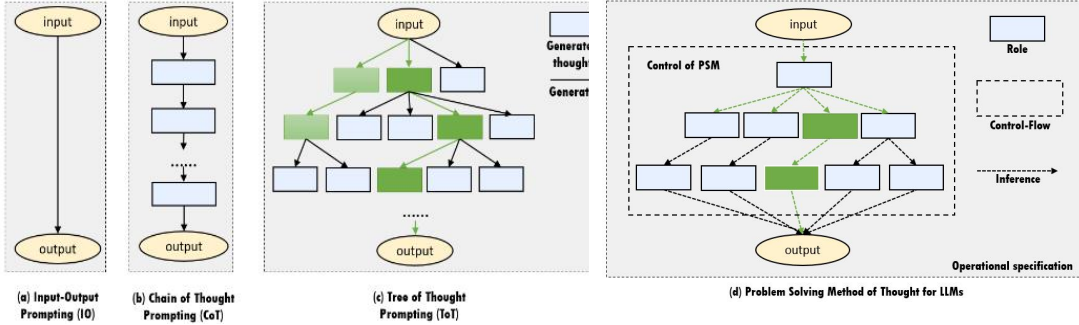 input
output
(a) Input-Output
Prompting (IO)
input
......
output
(b) Chain of Thought
Prompting (CoT)
input
Generate
thought
Generate
......
output
(c) Tree of Thought
Prompting (ToT)
input
Control of PSM
output
Role
Control-Flow
Inference
Operational specification
(d) Problem Solving Method of Thought for LLMs